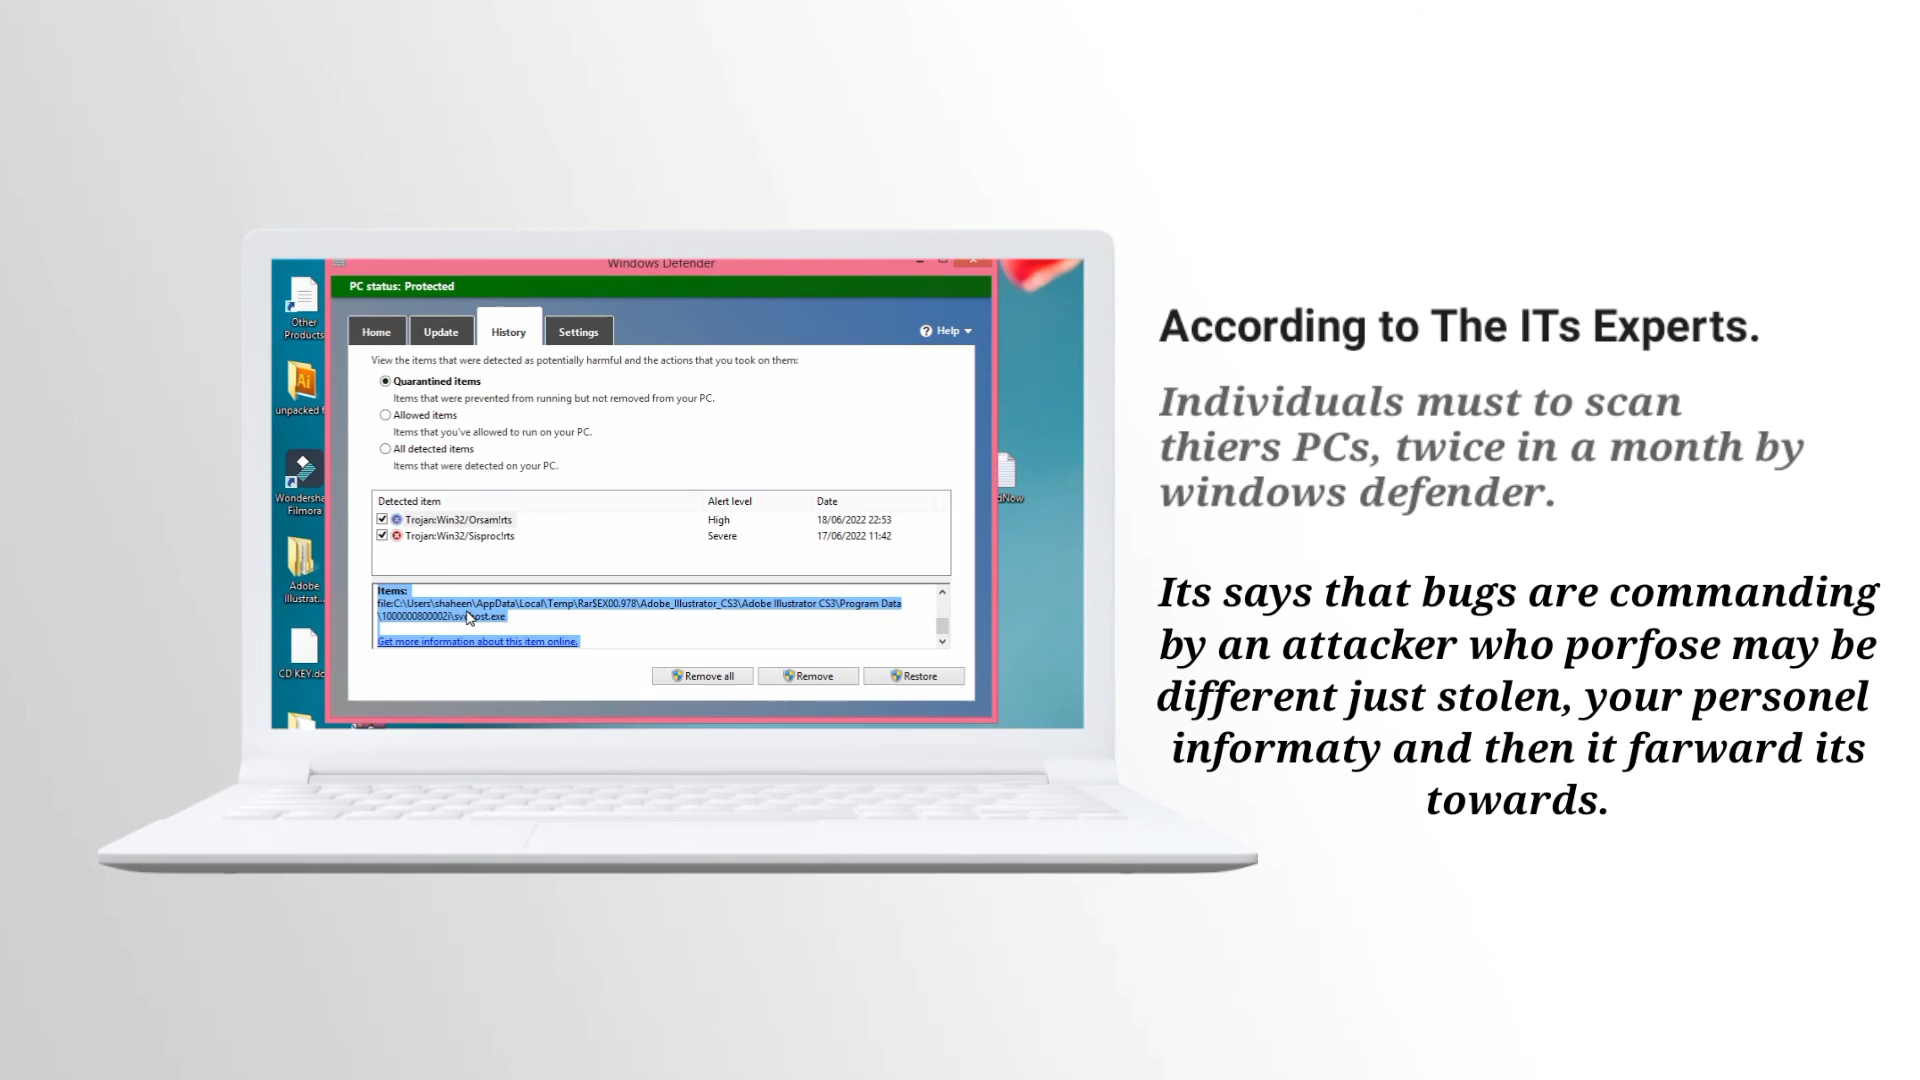 Windows Defender
PC status: Protected
Home
Update
History
Settings
Help
View the items that were detected as potentially harmful and the actions that you took on them:
Quarantined items
Items that were prevented from running but not removed from your PC.
Allowed items
Items that you've allowed to run on your PC.
All detected items
Items that were detected on your PC.
Detected item Alert level Date
Trojan:Win32/Orsam!rts High 18/06/2022 22:53
Trojan:Win32/Sisproc!rts Severe 17/06/2022 11:42
Items:
file:C:\Users\shaheen\AppData\Local\Temp\Rar$EX00.978\Adobe_Illustrator_CS3\Adobe Illustrator CS3\Program Data
Get more information about this item online.
Remove all
Remove
Restore
Other
Products
Ai
unpacked f
Wondersha
Filmora
Adobe
Illustrat...
CD KEY.dc
dNow
According to The ITs Experts.
Individuals must to scan
thiers PCs, twice in a month by
windows defender.
Its says that bugs are commanding
by an attacker who porfose may be
different just stolen, your personel
informaty and then it farward its
towards.